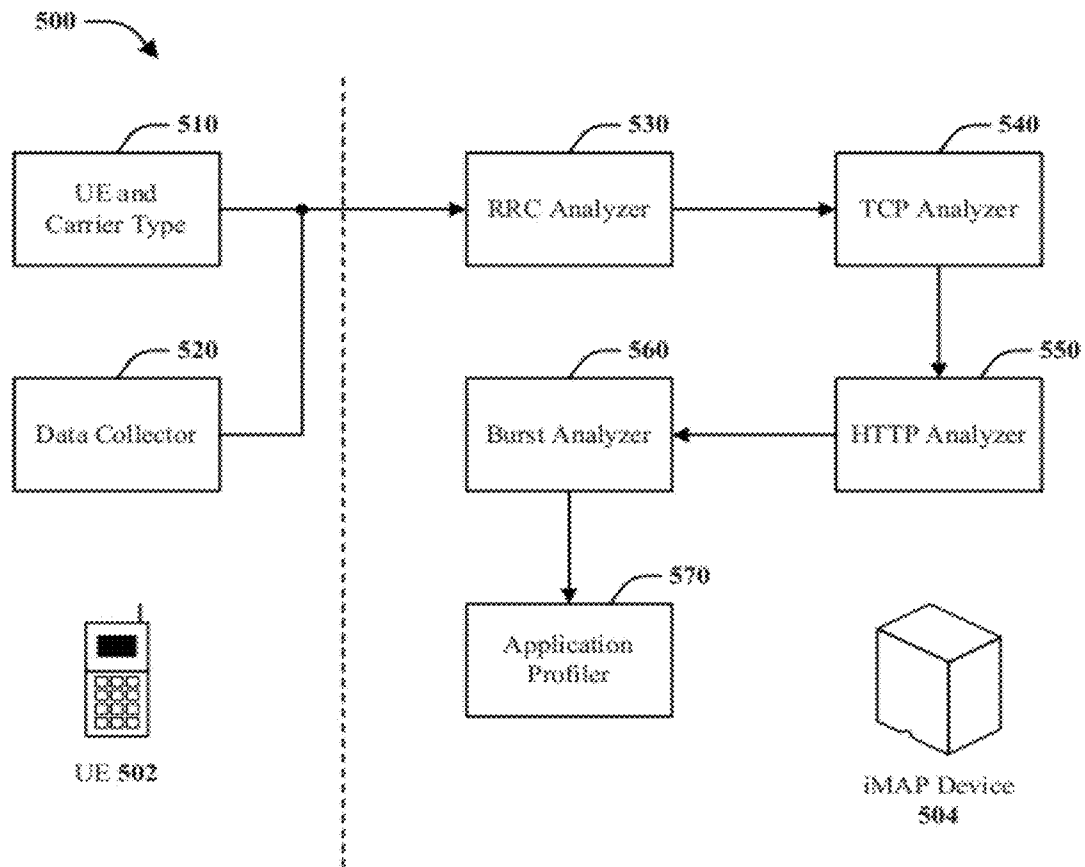 500
510
530
540
UE and
Carrier Type
RRC Analyzer
TCP Analyzer
520
560
550
Data Collector
Burst Analyzer
HTTP Analyzer
570
Application
Profiler
UE 502
iMAP Device
504